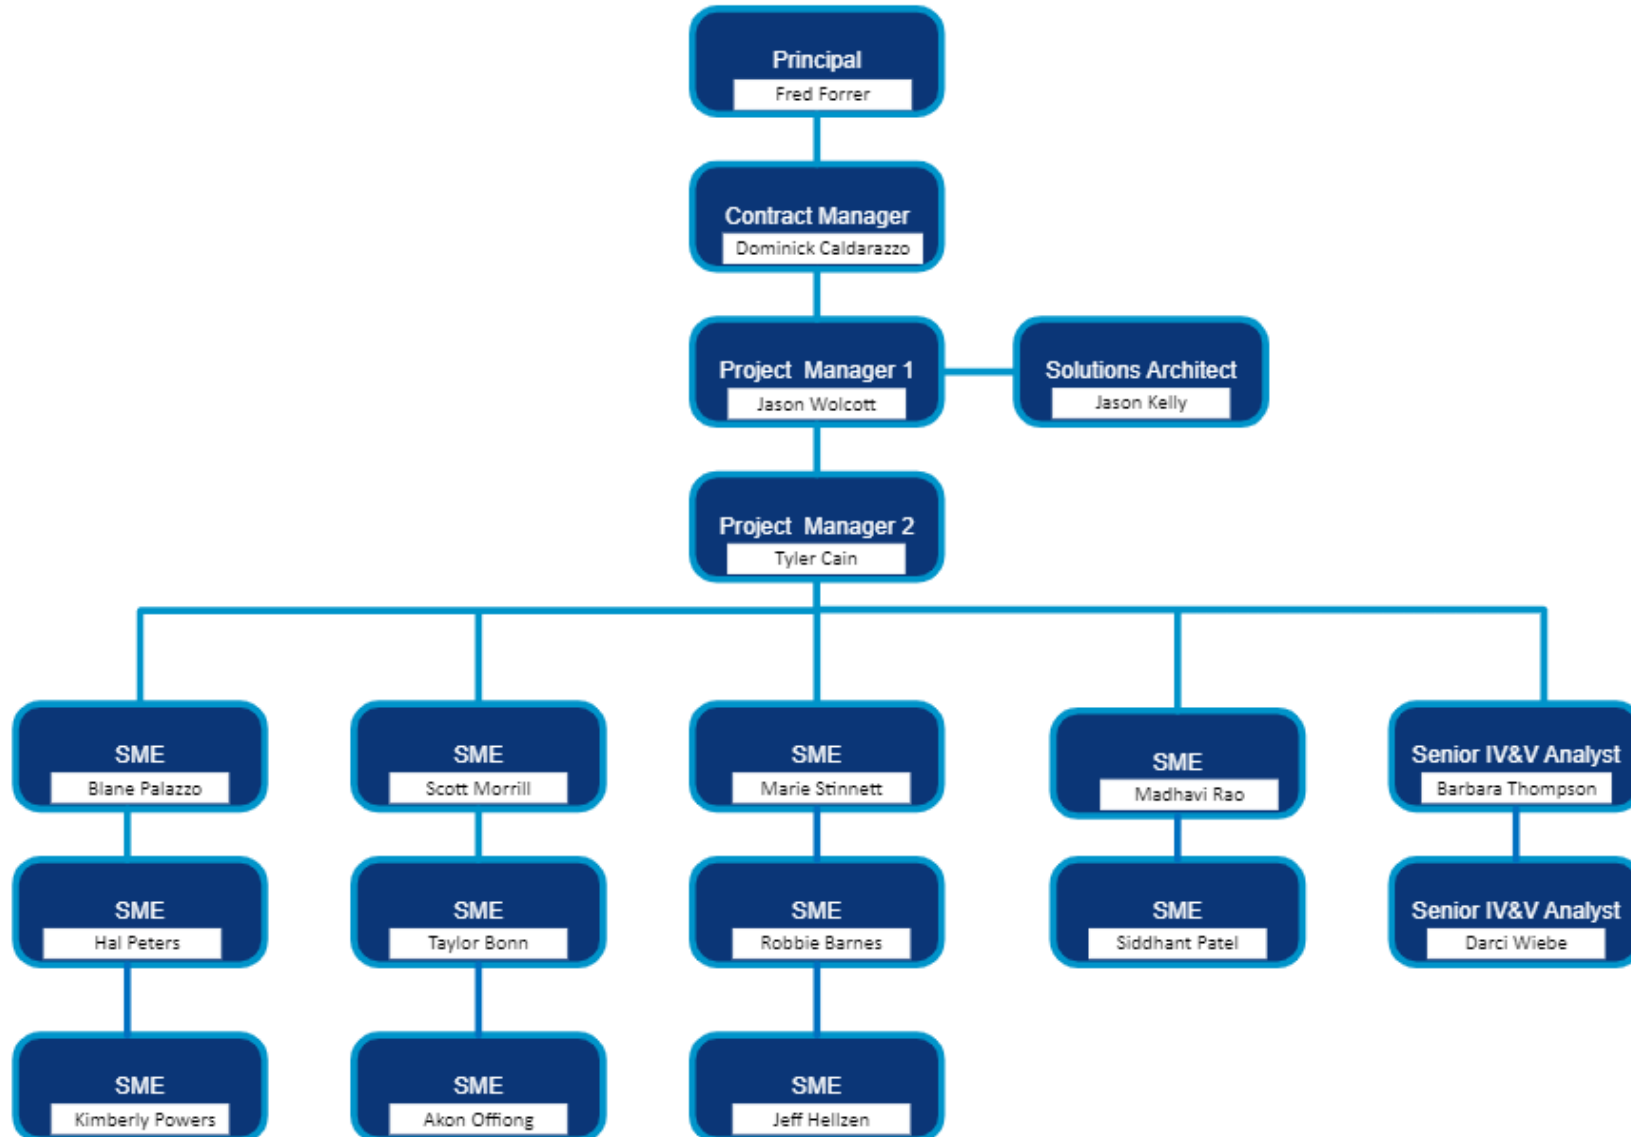 Principal
Fred Forrer
Contract Manager
Dominick Caldarazzo
Project Manager 1
Jason Wolcott
Solutions Architect
Jason Kelly
Project Manager 2
Tyler Cain
SME
Blane Palazzo
SME
Scott Morrill
SME
Marie Stinnett
SME
Madhavi Rao
Senior IV&V Analyst
Barbara Thompson
SME
Hal Peters
SME
Taylor Bonn
SME
Robbie Barnes
SME
Siddhant Patel
Senior IV&V Analyst
Darci Wiebe
SME
Kimberly Powers
SME
Akon Offiong
SME
Jeff Hellzen